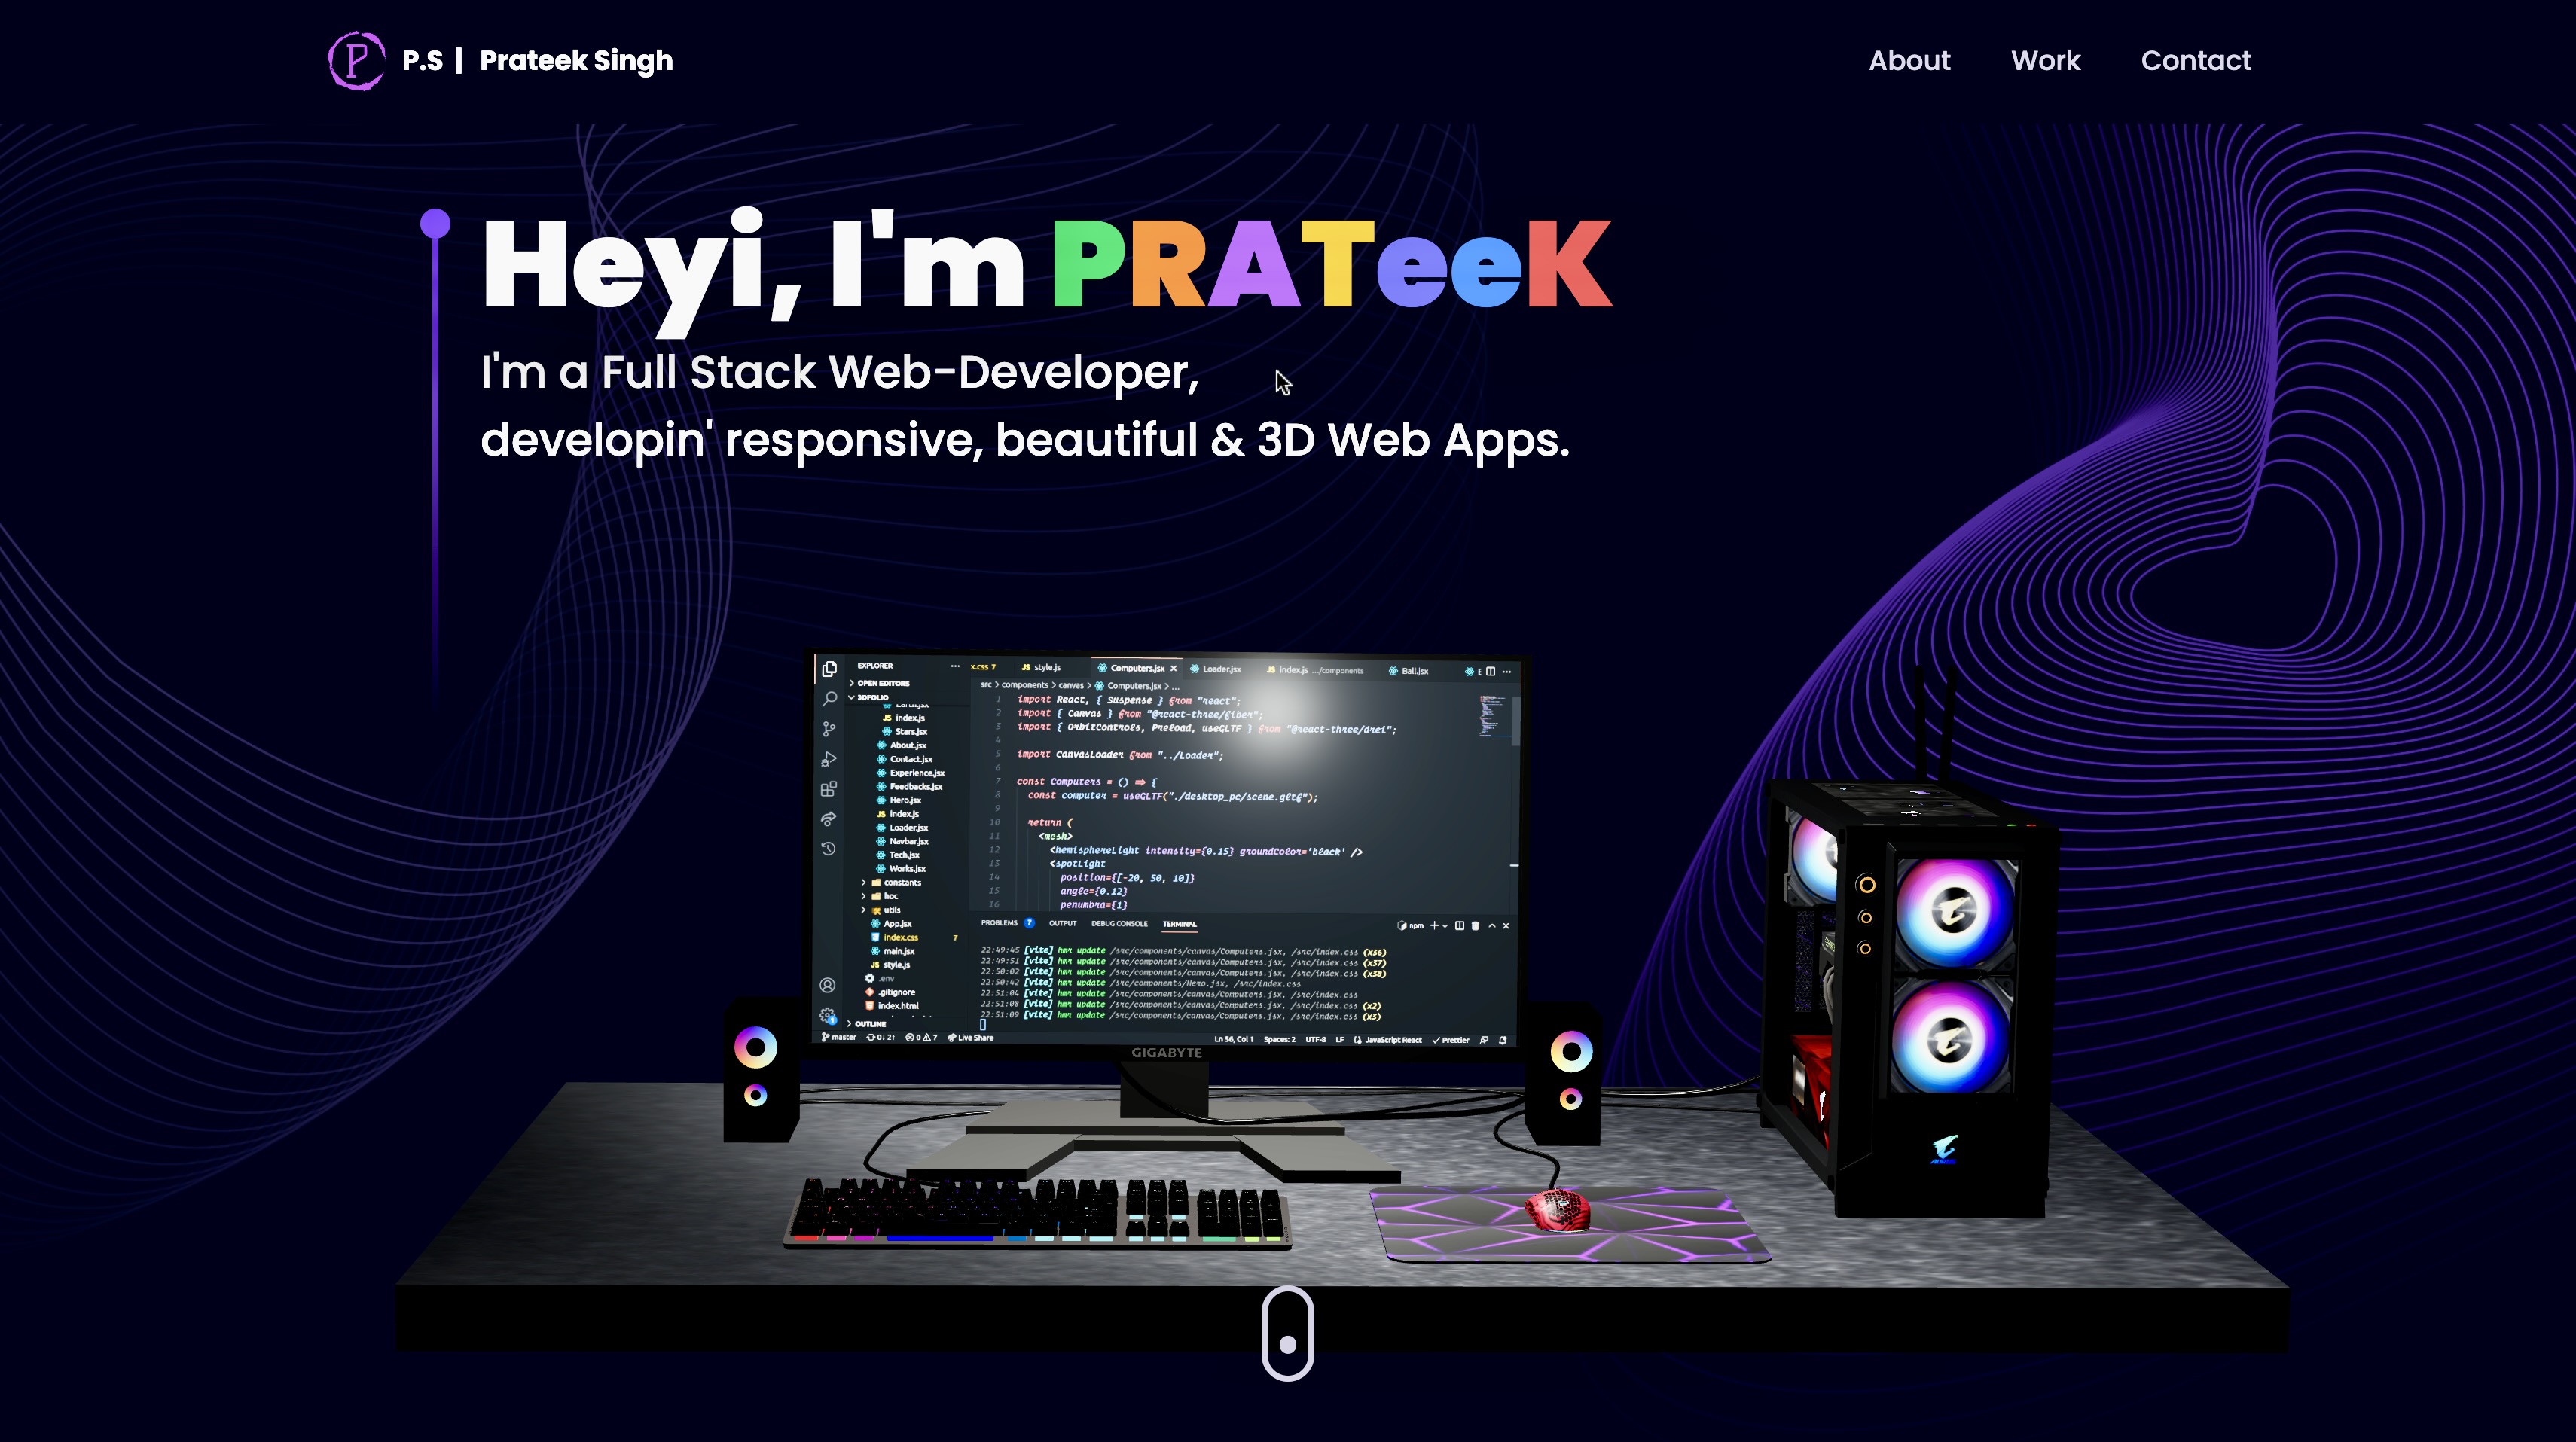 P.S | Prateek Singh
About Work Contact
Heyi, I'm PRATeeK
I'm a Full Stack Web-Developer,
developin' responsive, beautiful & 3D Web Apps.
EXPLORER
OPEN EDITORS
3DFOLIO
index.js
Stars.jsx
About.jsx
Contact.jsx
Experience.jsx
Feedbacks.jsx
Hero.jsx
index.js
Loader.jsx
Navbar.jsx
Tech.jsx
Works.jsx
constants
hoc
utils
App.jsx
index.css 7
main.jsx
style.js
.env
.gitignore
index.html
OUTLINE
x.css 7 style.js Computers.jsx Loader.jsx index.js .../components Ball.jsx
src > components > canvas > Computers.jsx > ...
1 import React, { Suspense } from "react";
2 import { Canvas } from "@react-three/fiber";
3 import { OrbitControls, Preload, useGLTF } from "@react-three/drei";
4
5 import CanvasLoader from "../Loader";
6
7 const Computers = () => {
8 const computer = useGLTF("./desktop_pc/scene.gltf");
9
10 return (
11 <mesh>
12 <hemisphereLight intensity={0.15} groundColor='black' />
13 <spotLight
14 position={[-20, 50, 10]}
15 angle={0.12}
16 penumbra={1}
PROBLEMS 7 OUTPUT DEBUG CONSOLE TERMINAL npm
22:49:45 [vite] hmr update /src/components/canvas/Computers.jsx, /src/index.css (x36)
22:49:51 [vite] hmr update /src/components/canvas/Computers.jsx, /src/index.css (x37)
22:50:02 [vite] hmr update /src/components/canvas/Computers.jsx, /src/index.css (x38)
22:50:42 [vite] hmr update /src/components/Hero.jsx, /src/index.css
22:51:04 [vite] hmr update /src/components/canvas/Computers.jsx, /src/index.css
22:51:08 [vite] hmr update /src/components/canvas/Computers.jsx, /src/index.css (x2)
22:51:09 [vite] hmr update /src/components/canvas/Computers.jsx, /src/index.css (x3)
master 0↓ 2↑ 0 7 Live Share Ln 56, Col 1 Spaces: 2 UTF-8 LF JavaScript React Prettier
GIGABYTE